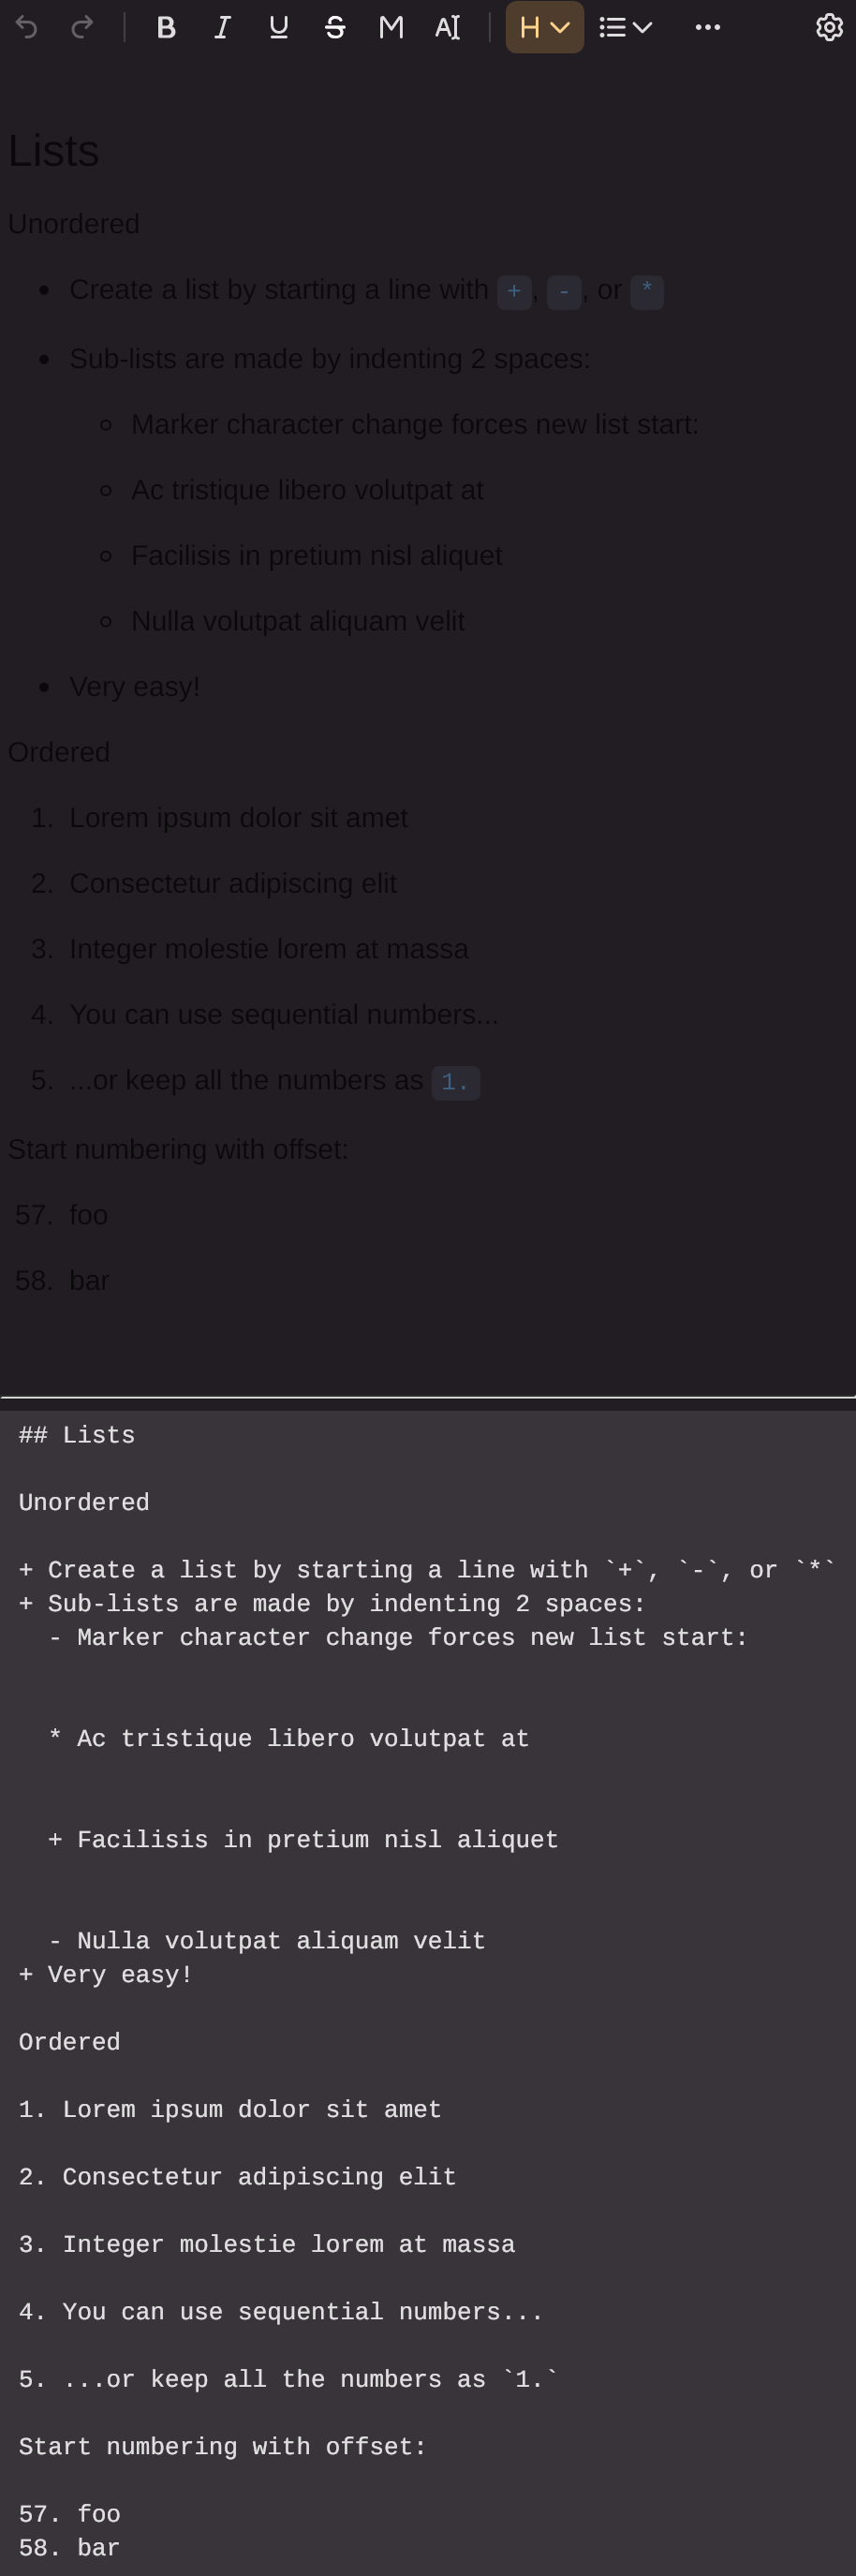 B I U S M A H
Lists
Unordered
• Create a list by starting a line with +, -, or *
• Sub-lists are made by indenting 2 spaces:
◦ Marker character change forces new list start:
◦ Ac tristique libero volutpat at
◦ Facilisis in pretium nisl aliquet
◦ Nulla volutpat aliquam velit
• Very easy!
Ordered
1. Lorem ipsum dolor sit amet
2. Consectetur adipiscing elit
3. Integer molestie lorem at massa
4. You can use sequential numbers...
5. ...or keep all the numbers as 1.
Start numbering with offset:
57. foo
58. bar
## Lists
Unordered
+ Create a list by starting a line with `+`, `-`, or `*`
+ Sub-lists are made by indenting 2 spaces:
  - Marker character change forces new list start:
  * Ac tristique libero volutpat at
  + Facilisis in pretium nisl aliquet
  - Nulla volutpat aliquam velit
+ Very easy!
Ordered
1. Lorem ipsum dolor sit amet
2. Consectetur adipiscing elit
3. Integer molestie lorem at massa
4. You can use sequential numbers...
5. ...or keep all the numbers as `1.`
Start numbering with offset:
57. foo
58. bar